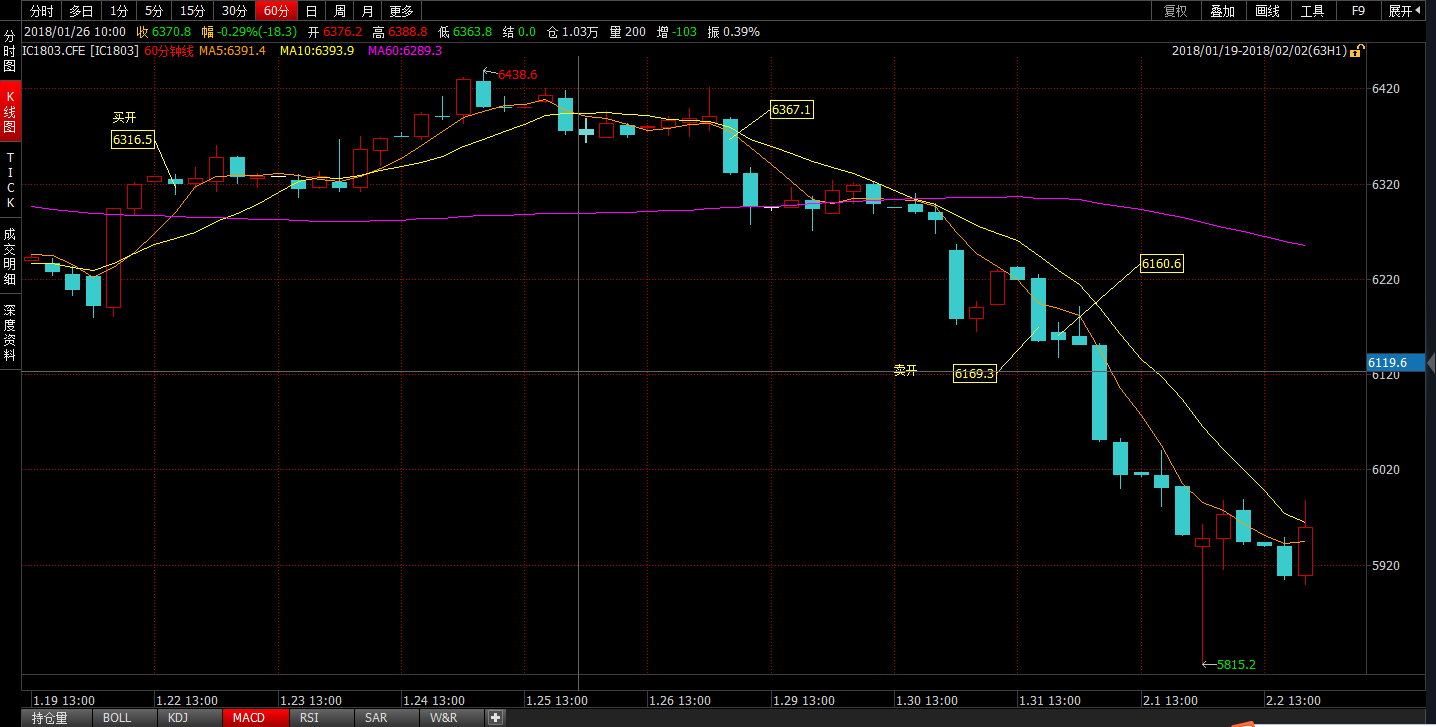 分时 多日 1分 5分 15分 30分 60分 日 周 月 更多 复权 叠加 画线 工具 F9 展开
2018/01/26 10:00 收 6370.8 幅 -0.29%(-18.3) 开 6376.2 高 6388.8 低 6363.8 结 0.0 仓 1.03万 量 200 增 -103 振 0.39%
IC1803.CFE [IC1803] 60分钟线 MA5:6391.4 MA10:6393.9 MA60:6289.3 2018/01/19-2018/02/02(63H1)
分时图
K线图
TICK
成交明细
深度资料
6438.6
6420
买开
6316.5
6367.1
6320
6160.6
6220
卖开
6169.3
6119.6
6120
6020
5920
5815.2
1.19 13:00 1.22 13:00 1.23 13:00 1.24 13:00 1.25 13:00 1.26 13:00 1.29 13:00 1.30 13:00 1.31 13:00 2.1 13:00 2.2 13:00
持仓量 BOLL KDJ MACD RSI SAR W&R